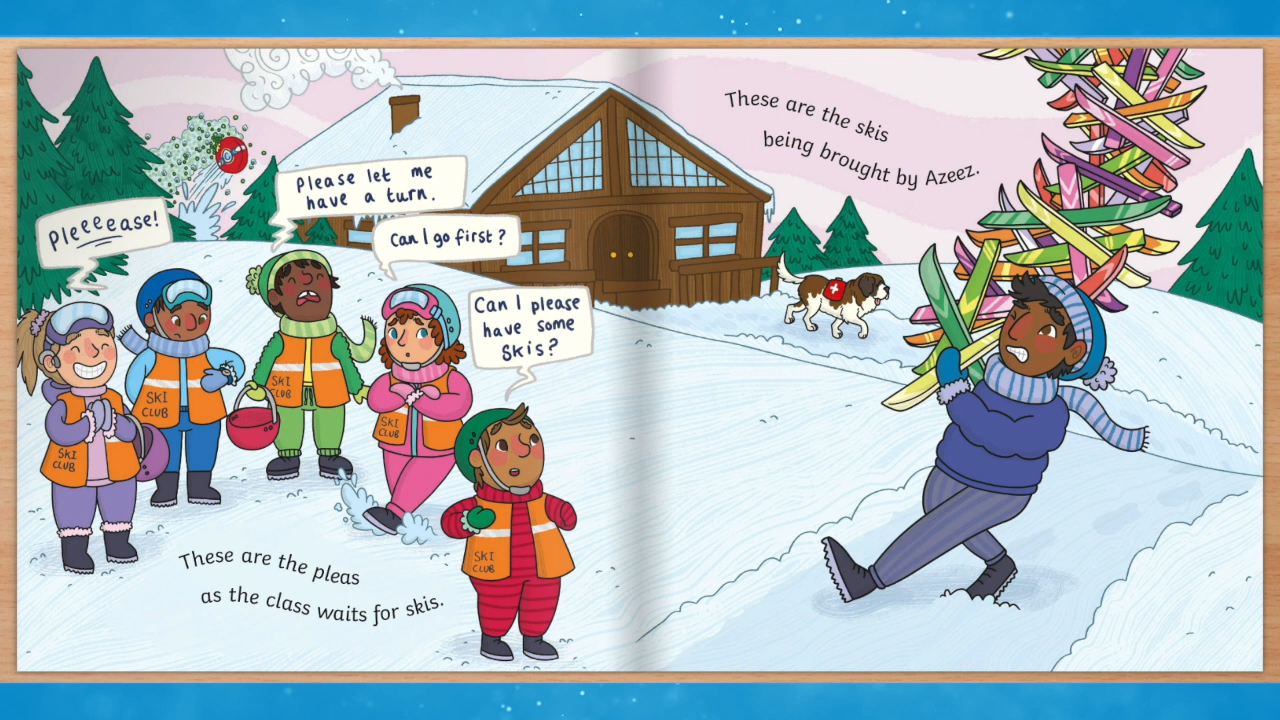 Pleeeease!
Please let me
have a turn.
Can I go first?
Can I please
have some
skis?
SKI
CLUB
SKI
CLUB
SKI
CLUB
SKI
CLUB
SKI
CLUB
These are the pleas
as the class waits for skis.
These are the skis
being brought by Azeez.